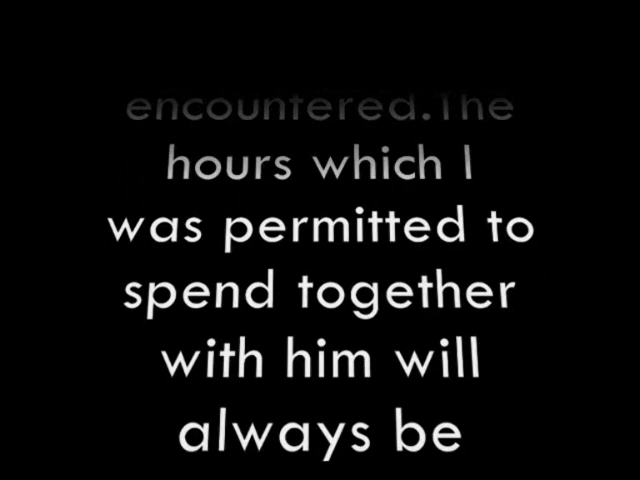 encountered.The
hours which I
was permitted to
spend together
with him will
always be